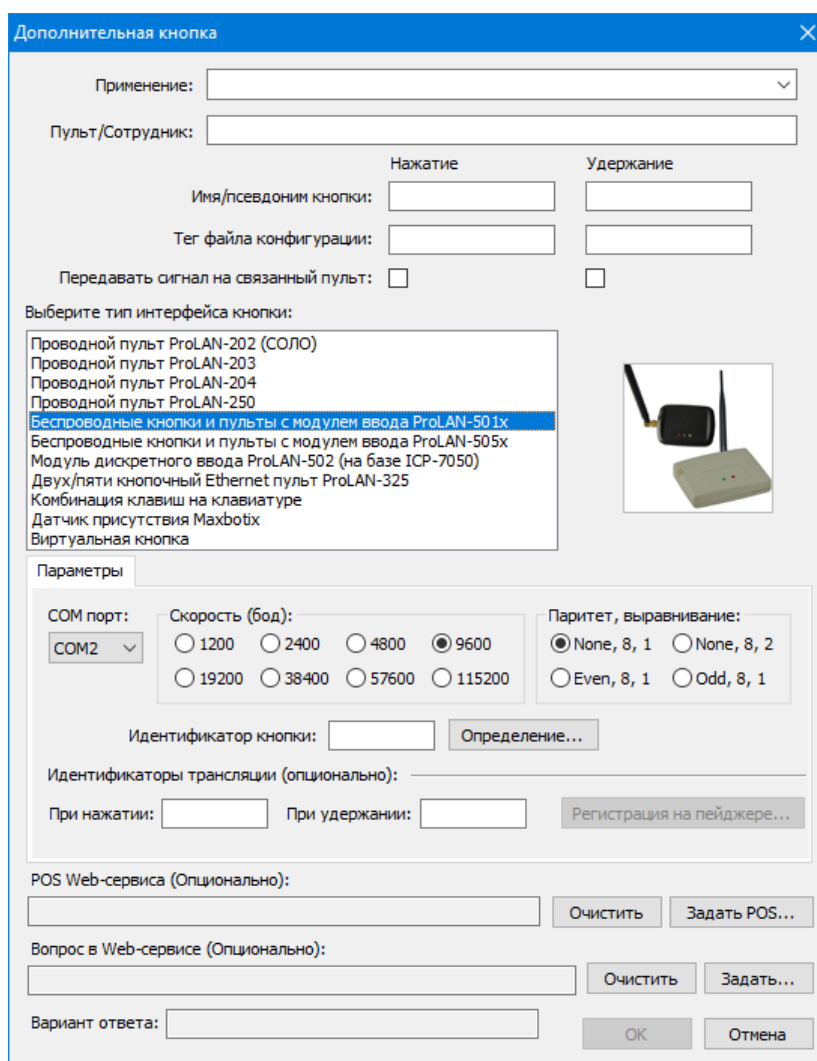 Дополнительная кнопка
Применение:
Пульт/Сотрудник:
Нажатие Удержание
Имя/псевдоним кнопки:
Тег файла конфигурации:
Передавать сигнал на связанный пульт:
Выберите тип интерфейса кнопки:
Проводной пульт ProLAN-202 (СОЛО)
Проводной пульт ProLAN-203
Проводной пульт ProLAN-204
Проводной пульт ProLAN-250
Беспроводные кнопки и пульты с модулем ввода ProLAN-501x
Беспроводные кнопки и пульты с модулем ввода ProLAN-505x
Модуль дискретного ввода ProLAN-502 (на базе ICP-7050)
Двух/пяти кнопочный Ethernet пульт ProLAN-325
Комбинация клавиш на клавиатуре
Датчик присутствия Maxbotix
Виртуальная кнопка
Параметры
COM порт: Скорость (бод): Паритет, выравнивание:
COM2 1200 2400 4800 9600 None, 8, 1 None, 8, 2
19200 38400 57600 115200 Even, 8, 1 Odd, 8, 1
Идентификатор кнопки: Определение...
Идентификаторы трансляции (опционально):
При нажатии: При удержании: Регистрация на пейджере...
POS Web-сервиса (Опционально):
Очистить Задать POS...
Вопрос в Web-сервисе (Опционально):
Очистить Задать...
Вариант ответа: OK Отмена